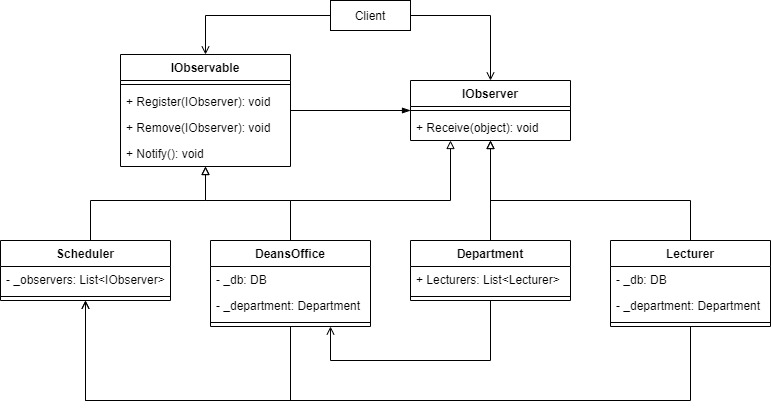 Client
IObservable
+ Register(IObserver): void
+ Remove(IObserver): void
+ Notify(): void
IObserver
+ Receive(object): void
Scheduler
- _observers: List<IObserver>
DeansOffice
- _db: DB
- _department: Department
Department
+ Lecturers: List<Lecturer>
Lecturer
- _db: DB
- _department: Department